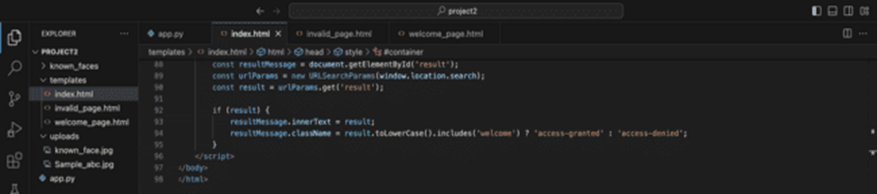 project2
EXPLORER
app.py
index.html
invalid_page.html
welcome_page.html
PROJECT2
templates > index.html > html > head > style > #container
known_faces
templates
index.html
invalid_page.html
welcome_page.html
uploads
known_face.jpg
Sample_abc.jpg
app.py
88 const resultMessage = document.getElementById('result');
89 const urlParams = new URLSearchParams(window.location.search);
90 const result = urlParams.get('result');
91
92 if (result) {
93 resultMessage.innerText = result;
94 resultMessage.className = result.toLowerCase().includes('welcome') ? 'access-granted' : 'access-denied';
95 }
96 </script>
97 </body>
98 </html>